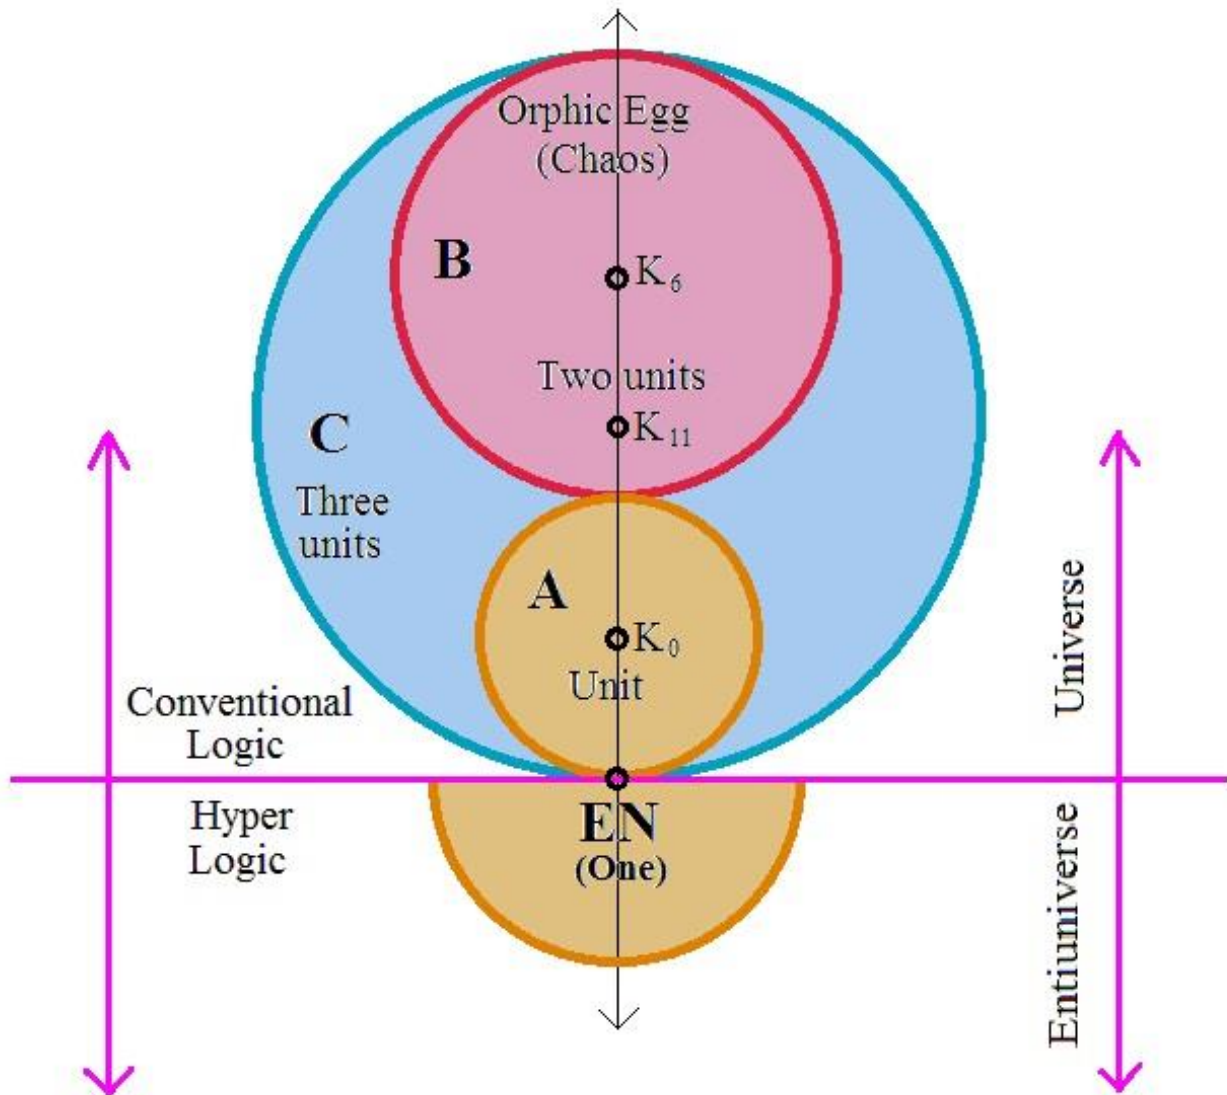 Orphic Egg
(Chaos)
B
K6
Two units
K11
C
Three
units
A
K0
Unit
Conventional
Logic
Universe
Hyper
Logic
EN
(One)
Entiuniverse